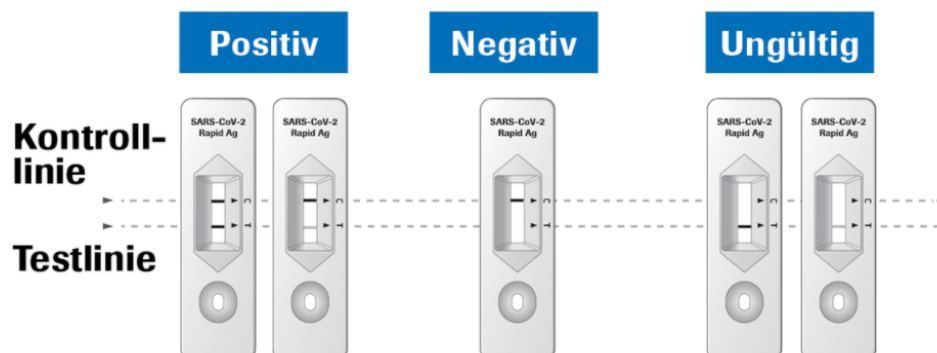 Positiv
Negativ
Ungültig
Kontroll-
linie
Testlinie
SARS-CoV-2
Rapid Ag
C
T
SARS-CoV-2
Rapid Ag
C
T
SARS-CoV-2
Rapid Ag
C
T
SARS-CoV-2
Rapid Ag
C
T
SARS-CoV-2
Rapid Ag
C
T